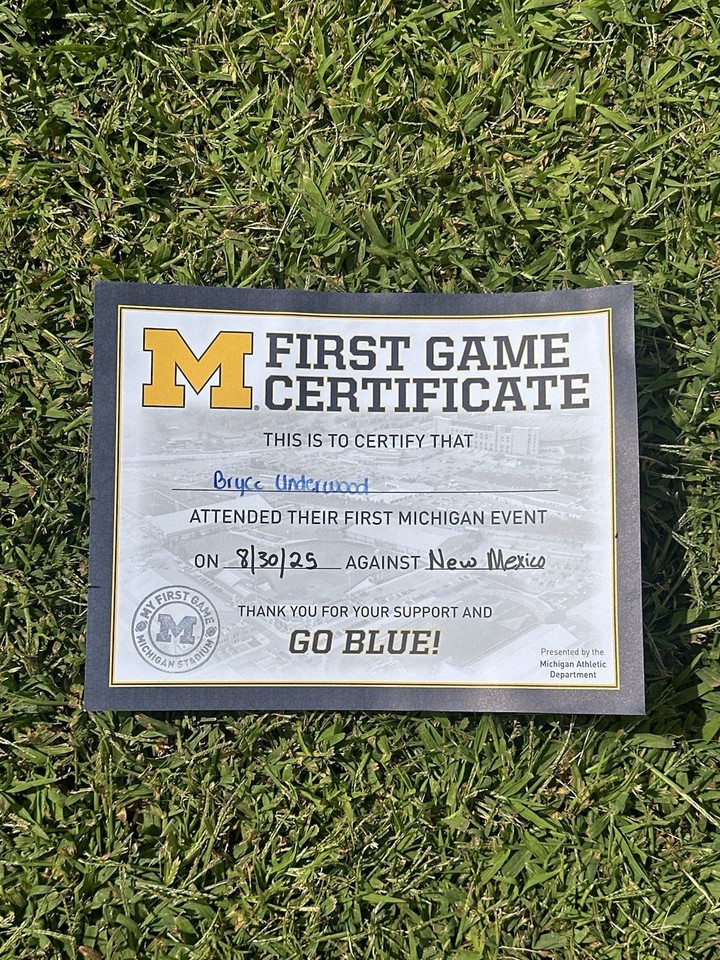 M FIRST GAME
CERTIFICATE
THIS IS TO CERTIFY THAT
Bryce Underwood
ATTENDED THEIR FIRST MICHIGAN EVENT
ON 8/30/25 AGAINST New Mexico
THANK YOU FOR YOUR SUPPORT AND
GO BLUE!
MY FIRST GAME
M
MICHIGAN STADIUM
Presented by the
Michigan Athletic
Department